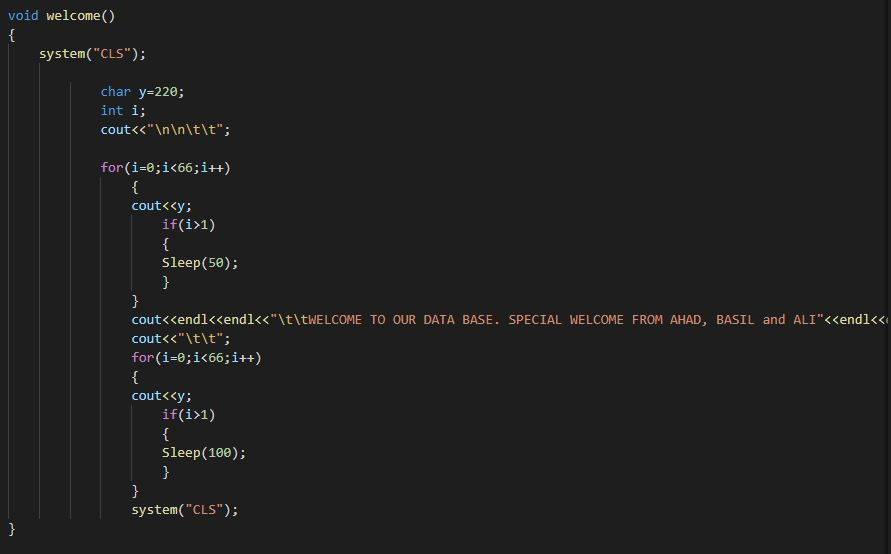 void welcome()
{
    system("CLS");

            char y=220;
            int i;
            cout<<"\n\n\t\t";

            for(i=0;i<66;i++)
                {
                cout<<y;
                    if(i>1)
                    {
                    Sleep(50);
                    }
                }
                cout<<endl<<endl<<"\t\tWELCOME TO OUR DATA BASE. SPECIAL WELCOME FROM AHAD, BASIL and ALI"<<endl<<
                cout<<"\t\t";
                for(i=0;i<66;i++)
                {
                cout<<y;
                    if(i>1)
                    {
                    Sleep(100);
                    }
                }
                system("CLS");
}